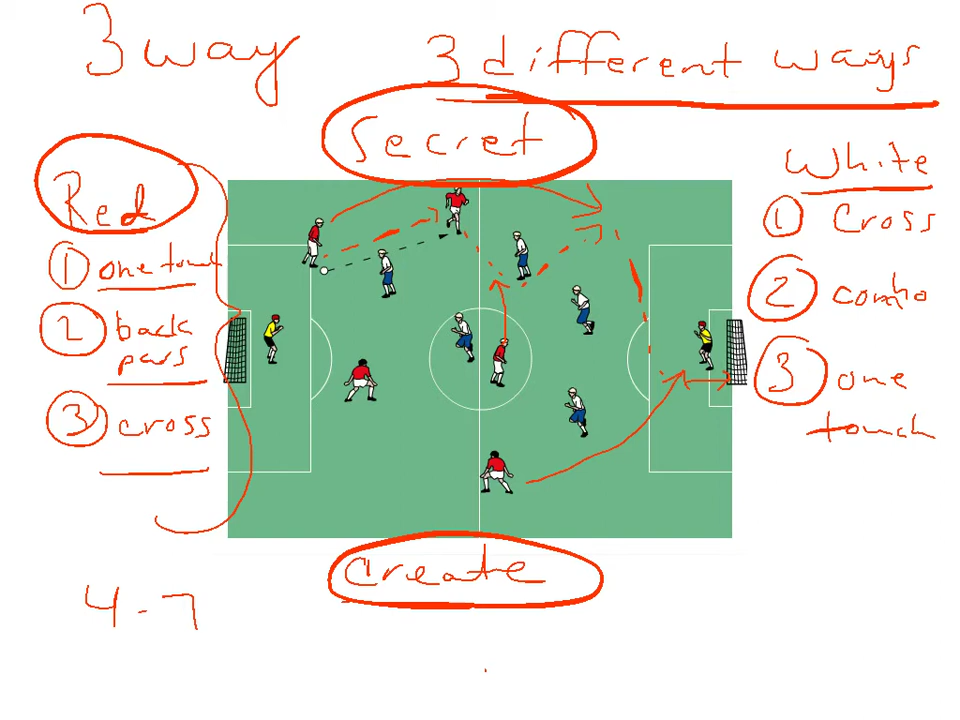 3 way
3 different ways
Secret
Red
① one touch
② back
pass
③ cross
White
① Cross
② combo
③ one
touch
Create
4-7